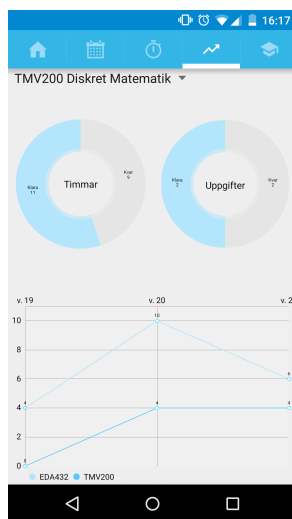 16:17
TMV200 Diskret Matematik
Klara
11
Timmar
Kvar
9
Klara
2
Uppgifter
Kvar
2
v. 19 v. 20 v. 2
10
10
8
6
6
4
4
4
4
2
0
0
EDA432 TMV200